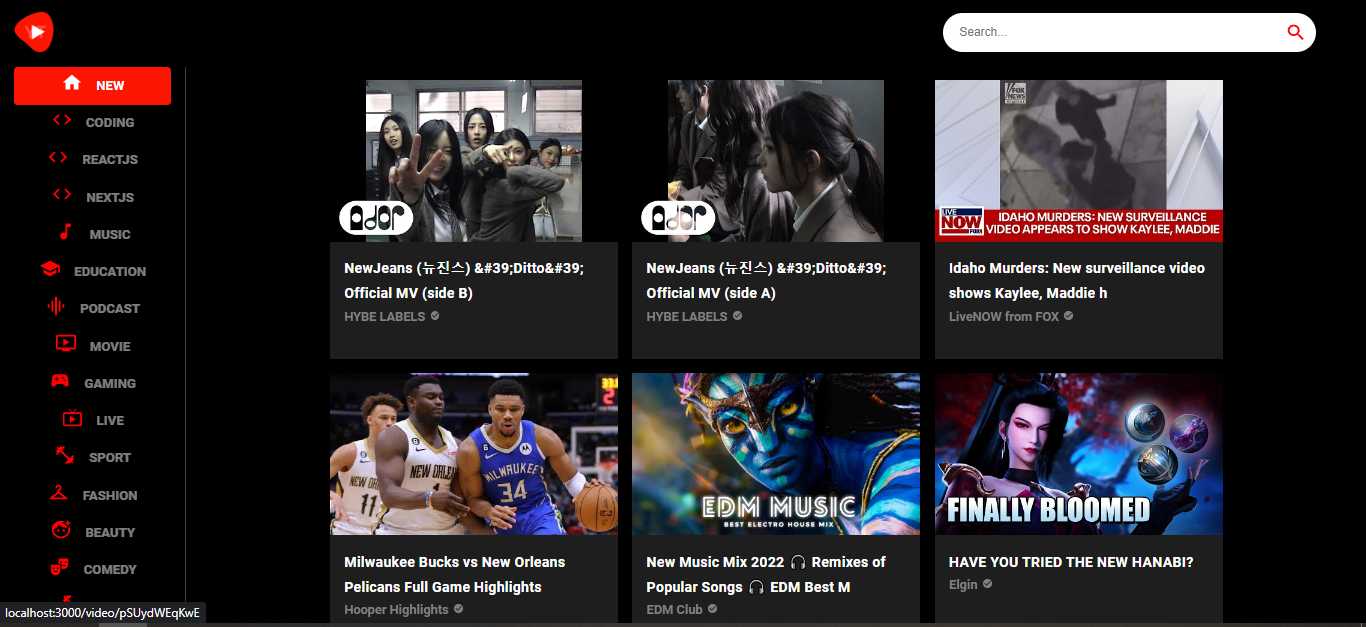 Search...
NEW
CODING
REACTJS
NEXTJS
MUSIC
EDUCATION
PODCAST
MOVIE
GAMING
LIVE
SPORT
FASHION
BEAUTY
COMEDY
ador
NewJeans (뉴진스) &#39;Ditto&#39;
Official MV (side B)
HYBE LABELS
ador
NewJeans (뉴진스) &#39;Ditto&#39;
Official MV (side A)
HYBE LABELS
FOX
NEWS
LIVE
NOW
FOX
IDAHO MURDERS: NEW SURVEILLANCE
VIDEO APPEARS TO SHOW KAYLEE, MADDIE
Idaho Murders: New surveillance video
shows Kaylee, Maddie h
LiveNOW from FOX
NEW ORLEANS
11
MILWAUKEE
34
Milwaukee Bucks vs New Orleans
Pelicans Full Game Highlights
Hooper Highlights
EDM MUSIC
BEST ELECTRO HOUSE MIX
New Music Mix 2022 🎧 Remixes of
Popular Songs 🎧 EDM Best M
EDM Club
FINALLY BLOOMED
HAVE YOU TRIED THE NEW HANABI?
Elgin
localhost:3000/video/pSUydWEqKwE